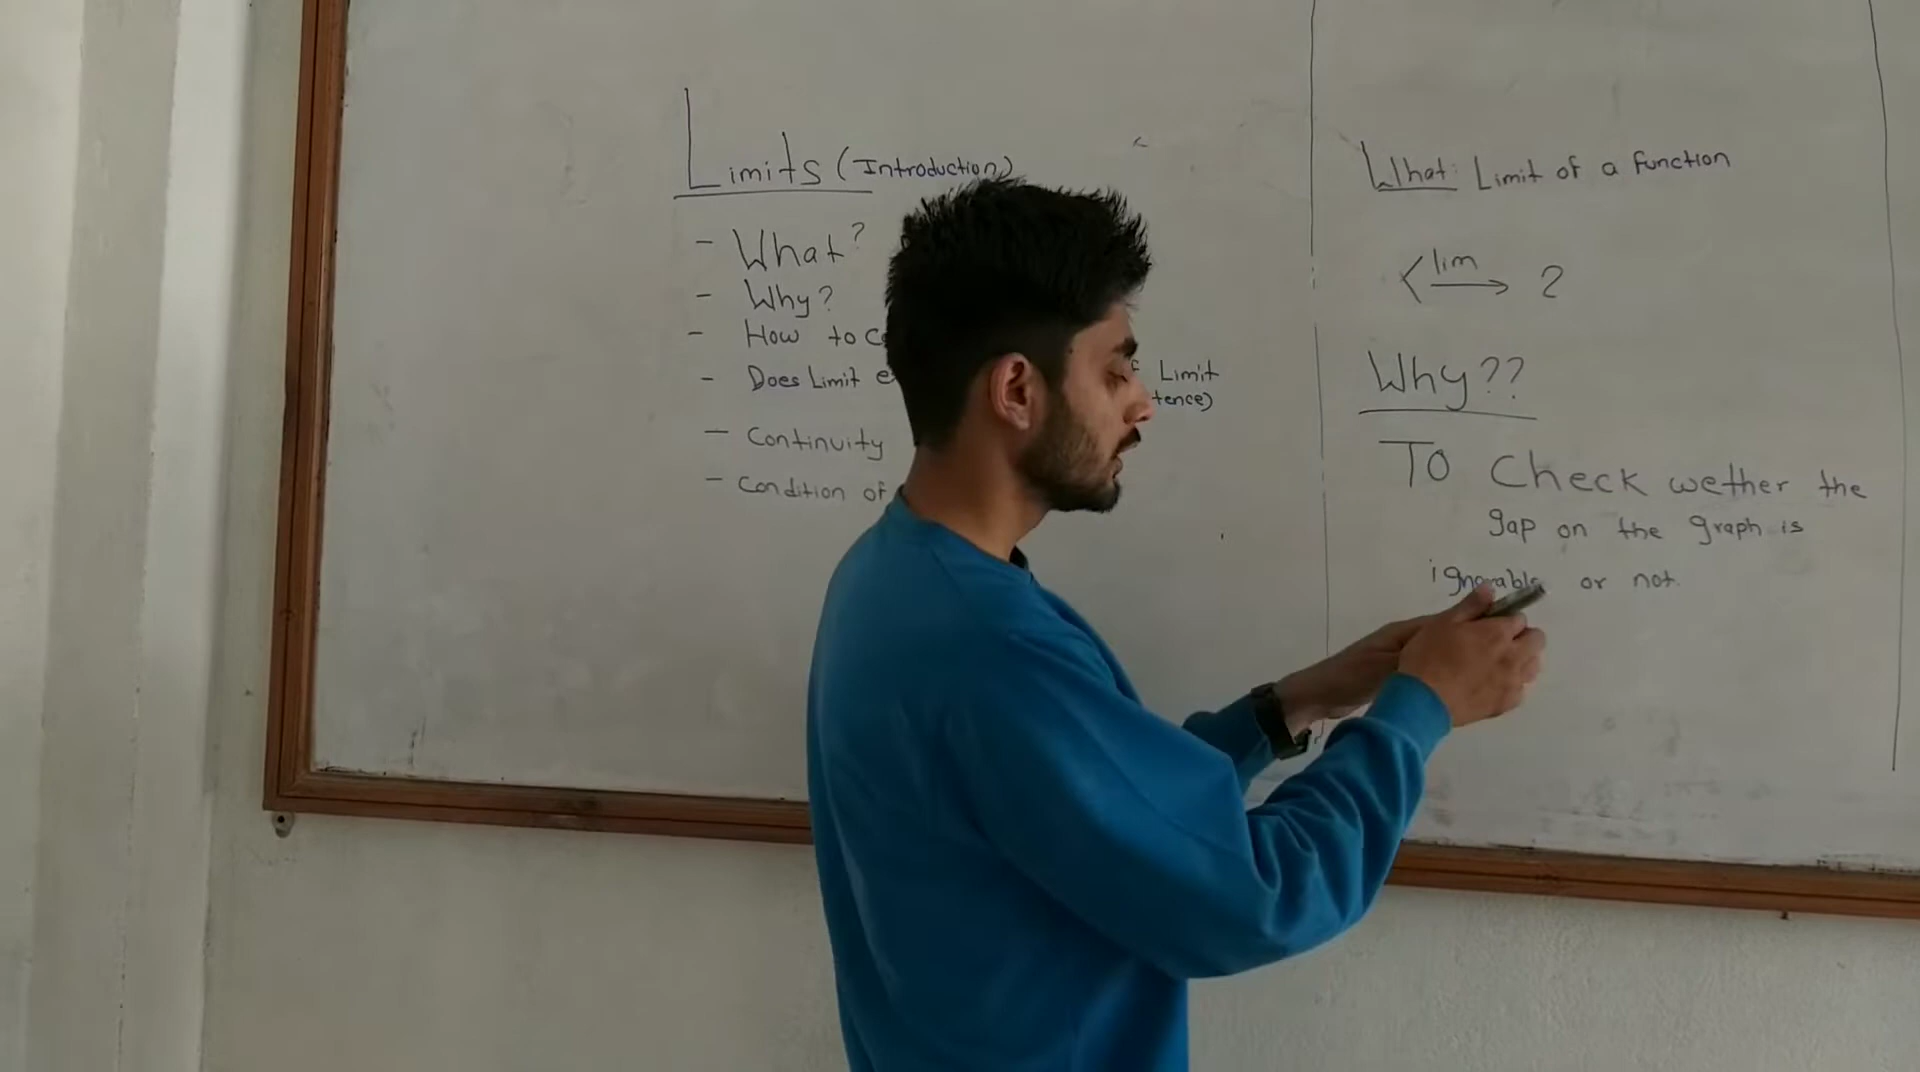 Limits (Introduction)
- What?
- Why?
- How to
- Does Limit
Limit
tence)
- Continuity
- Condition of
What: Limit of a function
lim → 2
Why??
To Check wether the
gap on the graph is
ignorable or not.